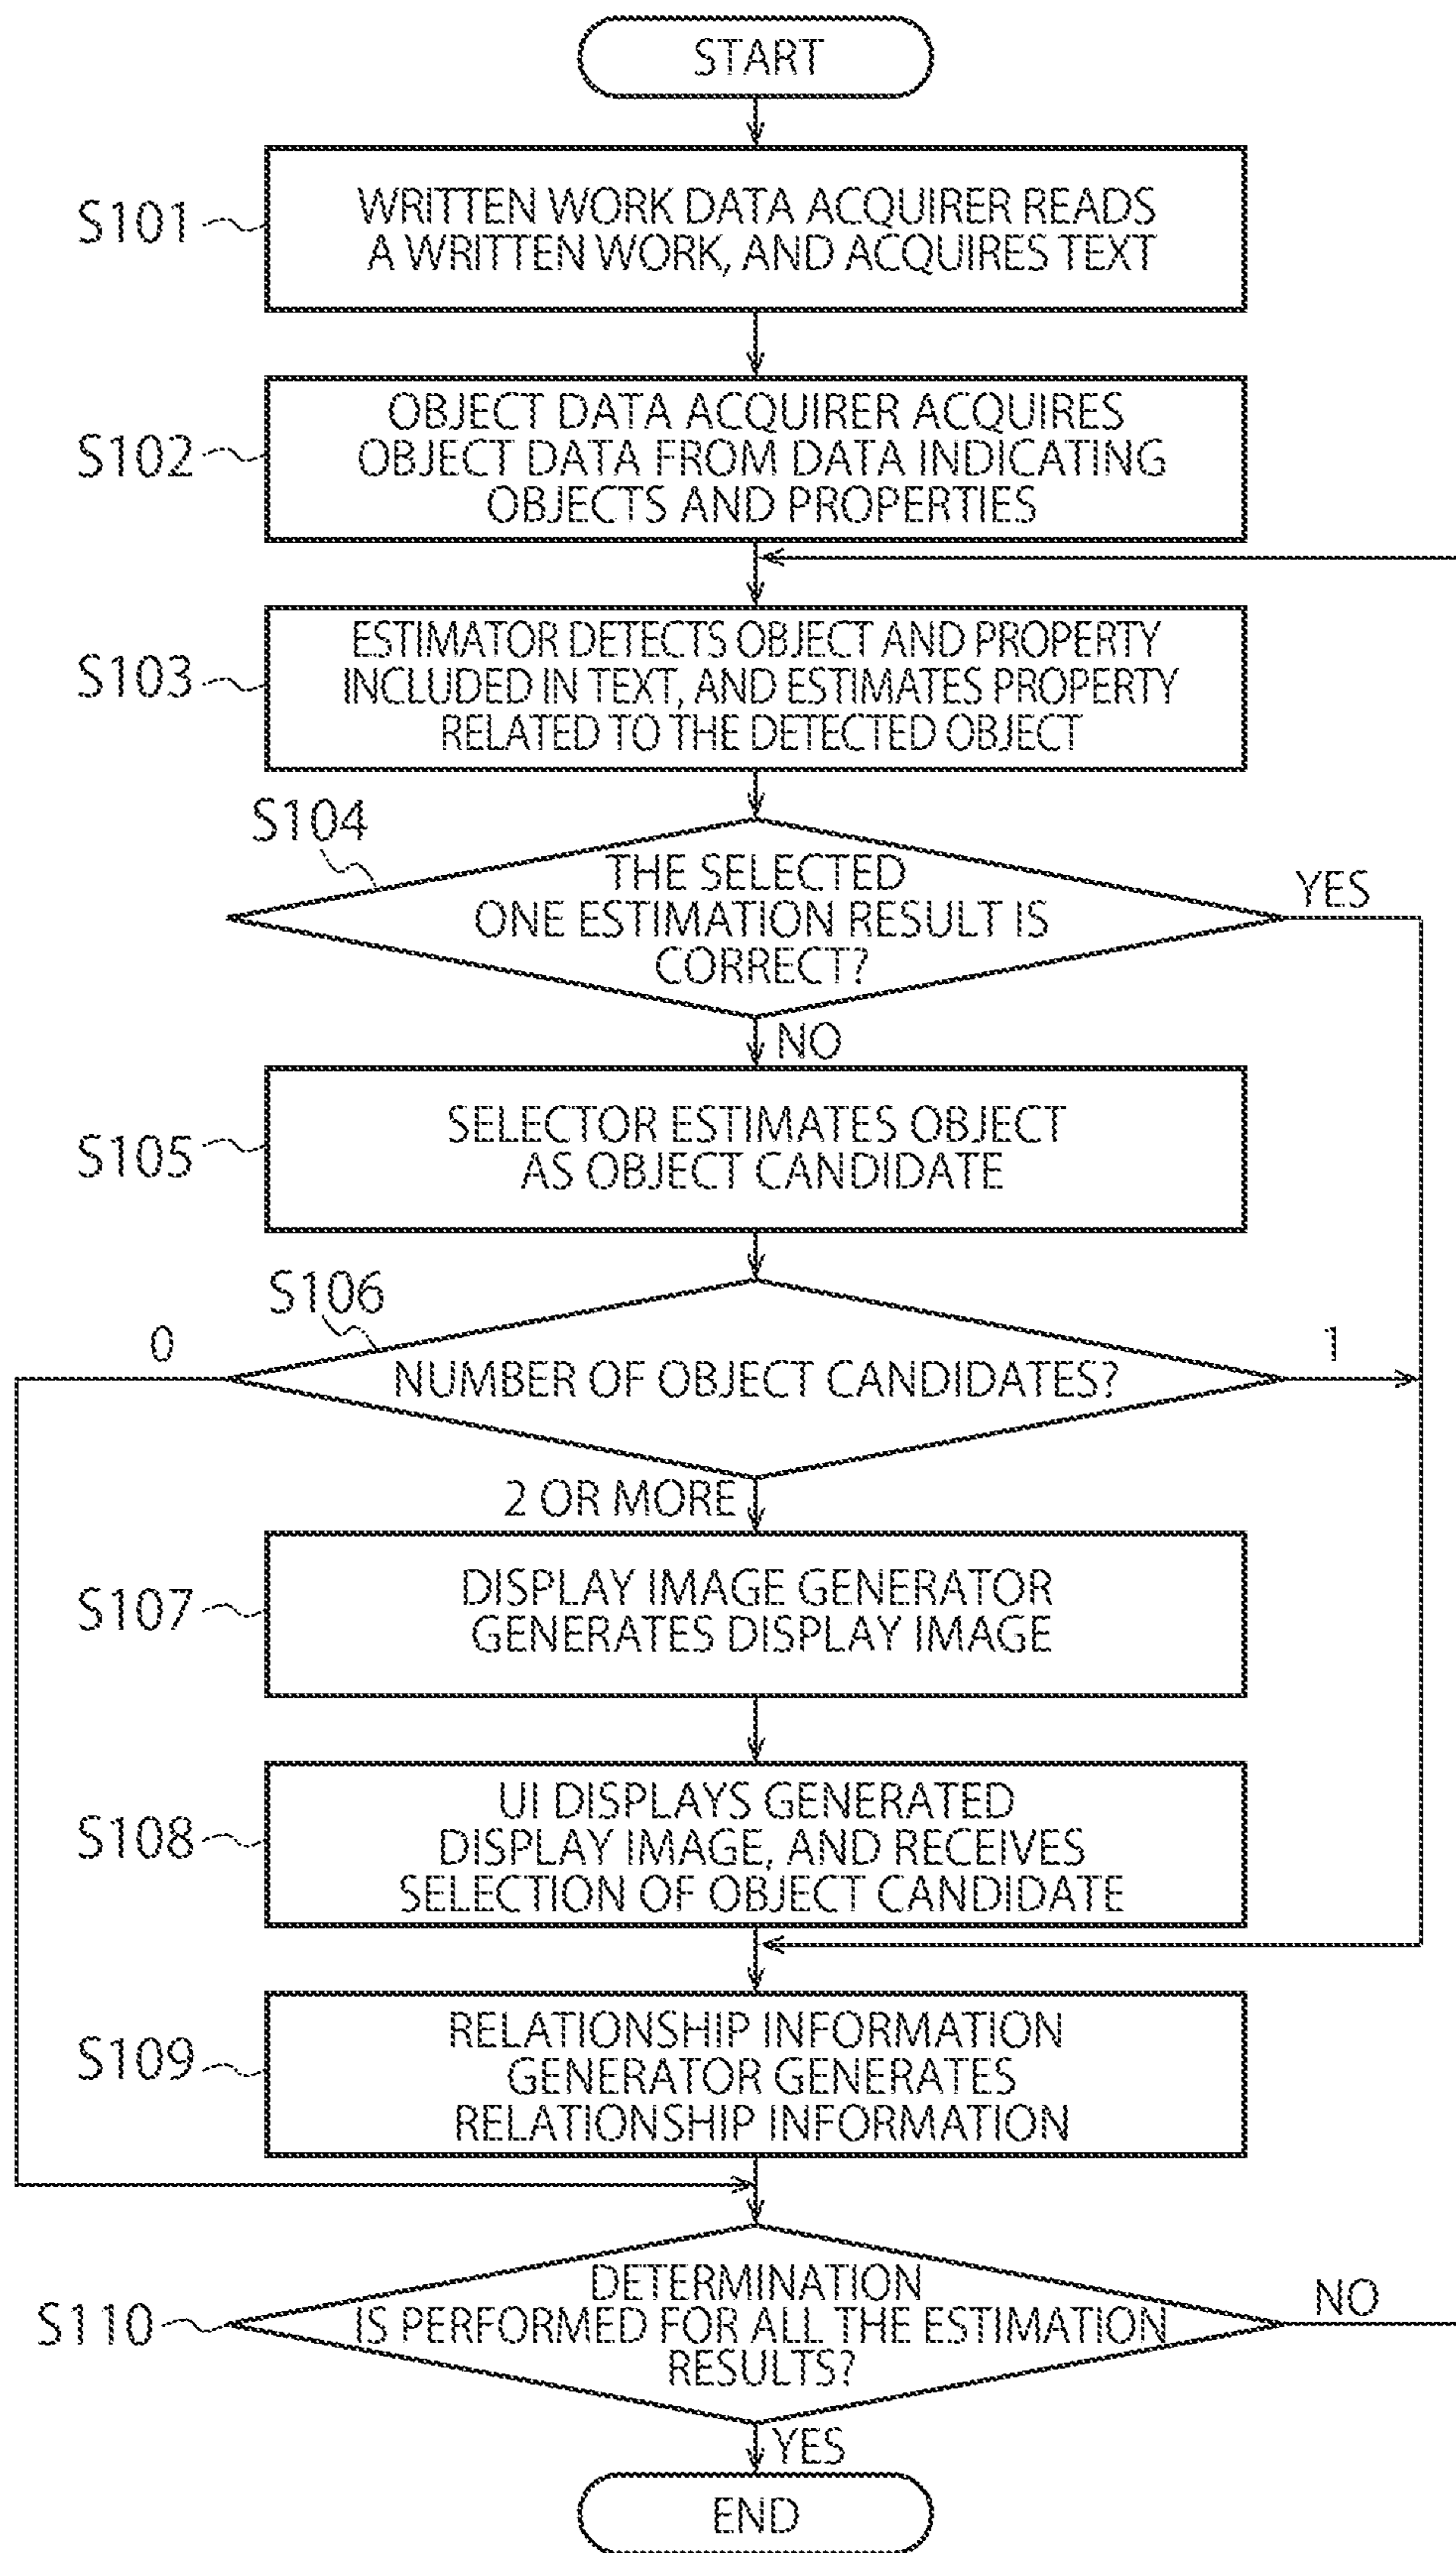 START
S101
WRITTEN WORK DATA ACQUIRER READS
A WRITTEN WORK, AND ACQUIRES TEXT
S102
OBJECT DATA ACQUIRER ACQUIRES
OBJECT DATA FROM DATA INDICATING
OBJECTS AND PROPERTIES
S103
ESTIMATOR DETECTS OBJECT AND PROPERTY
INCLUDED IN TEXT, AND ESTIMATES PROPERTY
RELATED TO THE DETECTED OBJECT
S104
THE SELECTED
ONE ESTIMATION RESULT IS
CORRECT?
YES
NO
S105
SELECTOR ESTIMATES OBJECT
AS OBJECT CANDIDATE
S106
0
NUMBER OF OBJECT CANDIDATES?
1
2 OR MORE
S107
DISPLAY IMAGE GENERATOR
GENERATES DISPLAY IMAGE
S108
UI DISPLAYS GENERATED
DISPLAY IMAGE, AND RECEIVES
SELECTION OF OBJECT CANDIDATE
S109
RELATIONSHIP INFORMATION
GENERATOR GENERATES
RELATIONSHIP INFORMATION
S110
DETERMINATION
IS PERFORMED FOR ALL THE ESTIMATION
RESULTS?
NO
YES
END